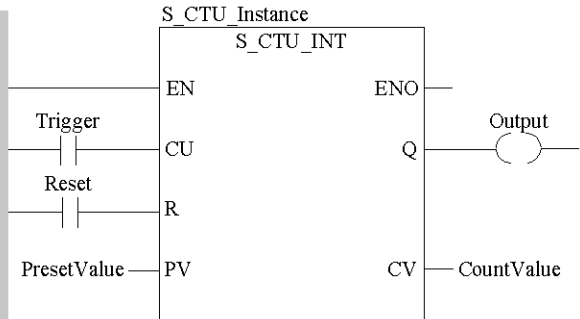 S_CTU_Instance
S_CTU_INT
EN ENO
Trigger Output
CU Q
Reset
R
PresetValue PV CV CountValue